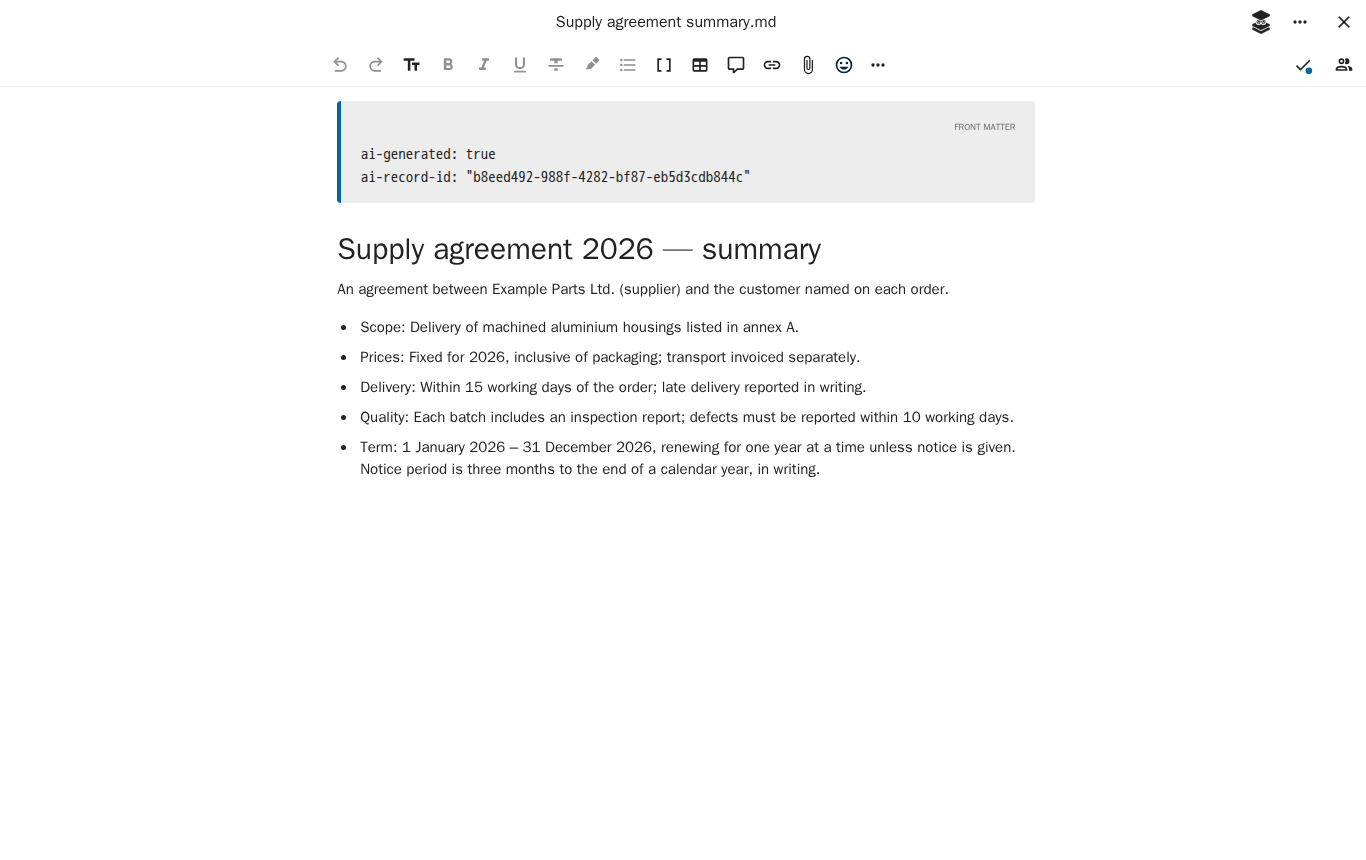 Supply agreement summary.md
FRONT MATTER
ai-generated: true
ai-record-id: "b8eed492-988f-4282-bf87-eb5d3cdb844c"
Supply agreement 2026 — summary
An agreement between Example Parts Ltd. (supplier) and the customer named on each order.
• Scope: Delivery of machined aluminium housings listed in annex A.
• Prices: Fixed for 2026, inclusive of packaging; transport invoiced separately.
• Delivery: Within 15 working days of the order; late delivery reported in writing.
• Quality: Each batch includes an inspection report; defects must be reported within 10 working days.
• Term: 1 January 2026 – 31 December 2026, renewing for one year at a time unless notice is given.
Notice period is three months to the end of a calendar year, in writing.